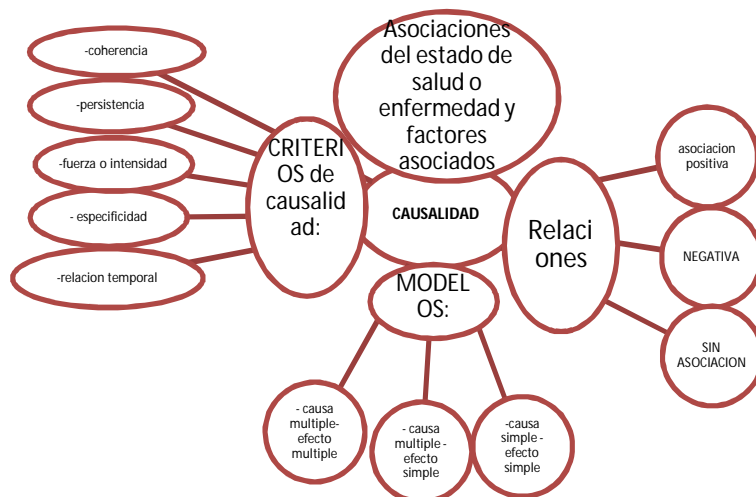 Asociaciones
del estado de
salud o
enfermedad y
factores
asociados
-coherencia
-persistencia
-fuerza o intensidad
- especificidad
-relacion temporal
CRITERI
OS de
causalid
ad:
CAUSALIDAD
Relaci
ones
asociacion
positiva
NEGATIVA
SIN
ASOCIACION
MODEL
OS:
- causa
multiple-
efecto
multiple
- causa
multiple -
efecto
simple
-causa
simple -
efecto
simple